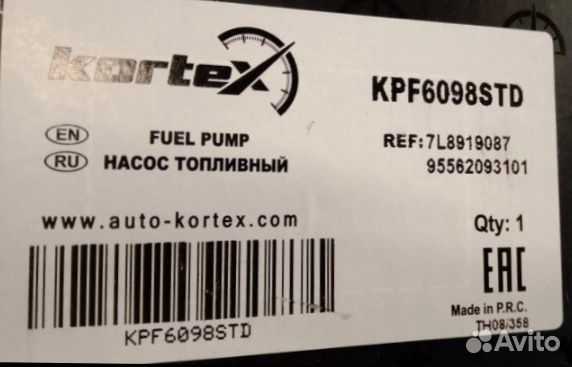 kortex
KPF6098STD
EN FUEL PUMP
RU НАСОС ТОПЛИВНЫЙ
REF: 7L8919087
95562093101
www.auto-kortex.com
Qty: 1
EAC
KPF6098STD
Made in P.R.C.
TH08/358
Avito